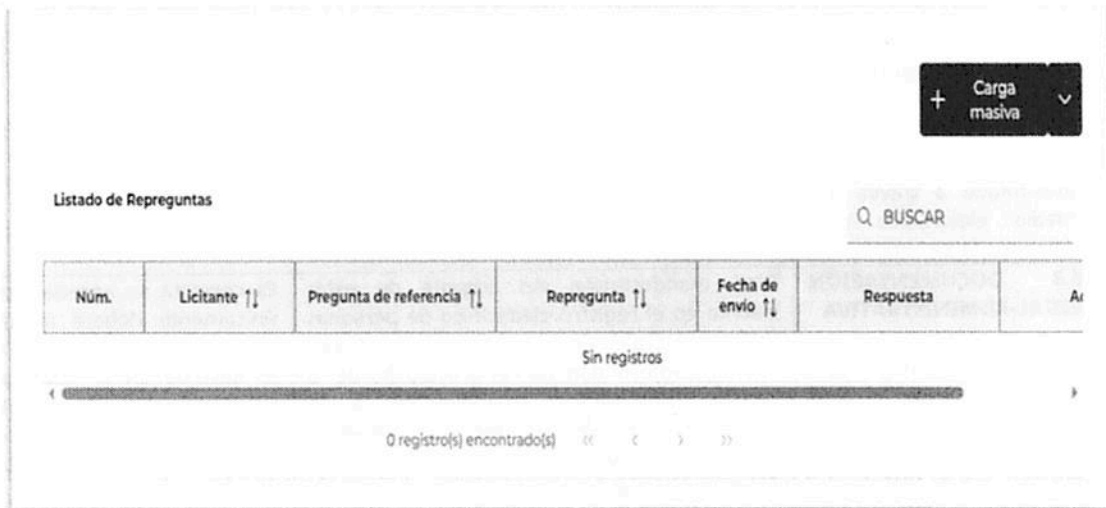 + Carga
masiva
Listado de Repreguntas
BUSCAR
Núm. Licitante ↑↓ Pregunta de referencia ↑↓ Repregunta ↑↓ Fecha de envío ↑↓ Respuesta
Sin registros
0 registro(s) encontrado(s) << < > >>